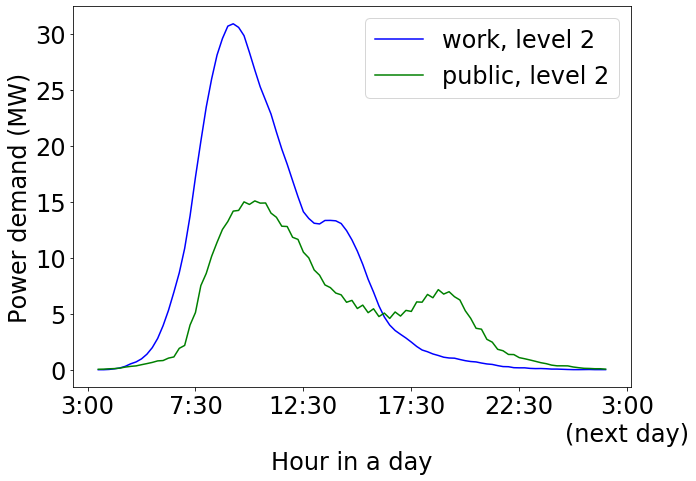 work, level 2
public, level 2
Power demand (MW)
30
25
20
15
10
5
0
3:00 7:30 12:30 17:30 22:30 3:00
(next day)
Hour in a day